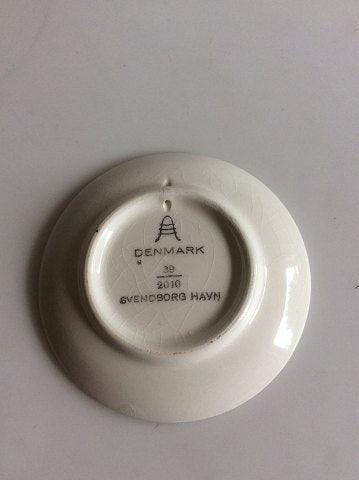 DENMARK
39
2010
SVENDBORG HAVN